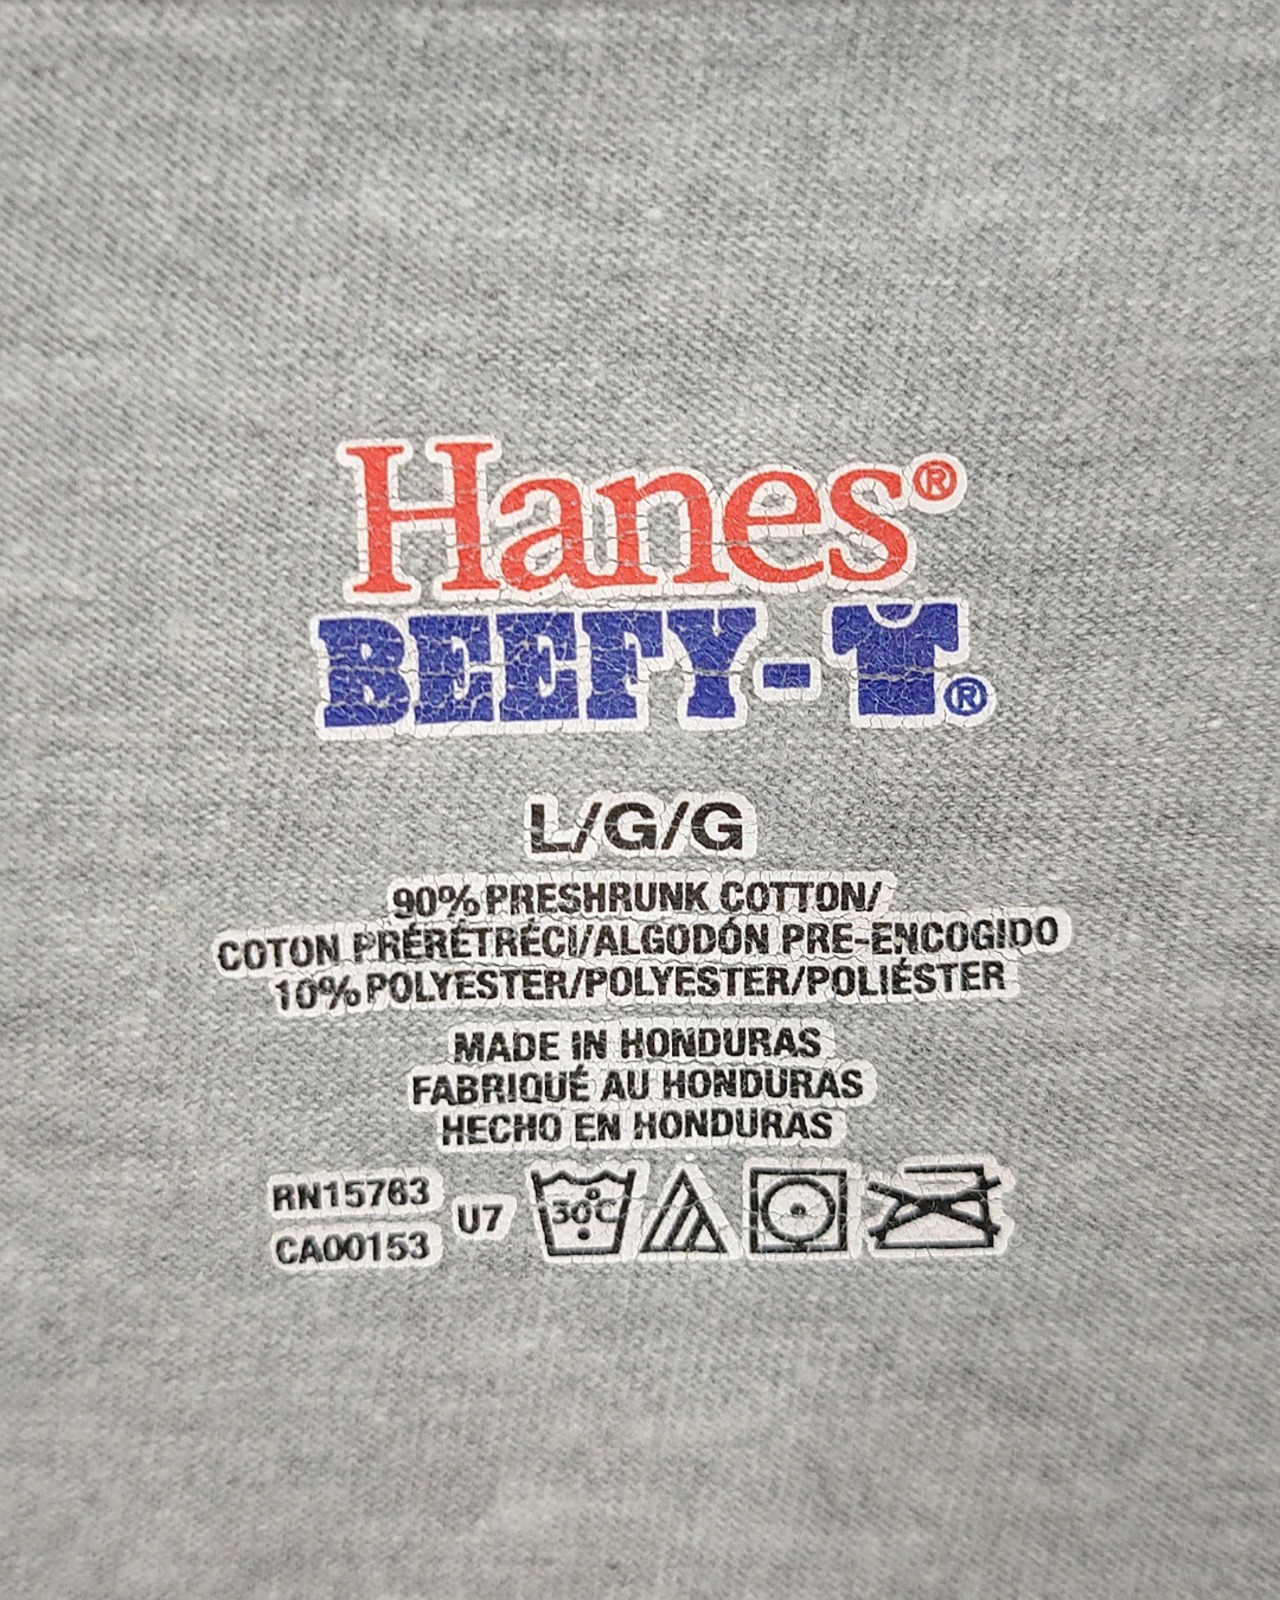 Hanes®
BEEFY-T®
L/G/G
90% PRESHRUNK COTTON/
COTON PRÉRÉTRÉCI/ALGODÓN PRE-ENCOGIDO
10% POLYESTER/POLYESTER/POLIÉSTER
MADE IN HONDURAS
FABRIQUÉ AU HONDURAS
HECHO EN HONDURAS
RN15763
CA00153
U7
30°C